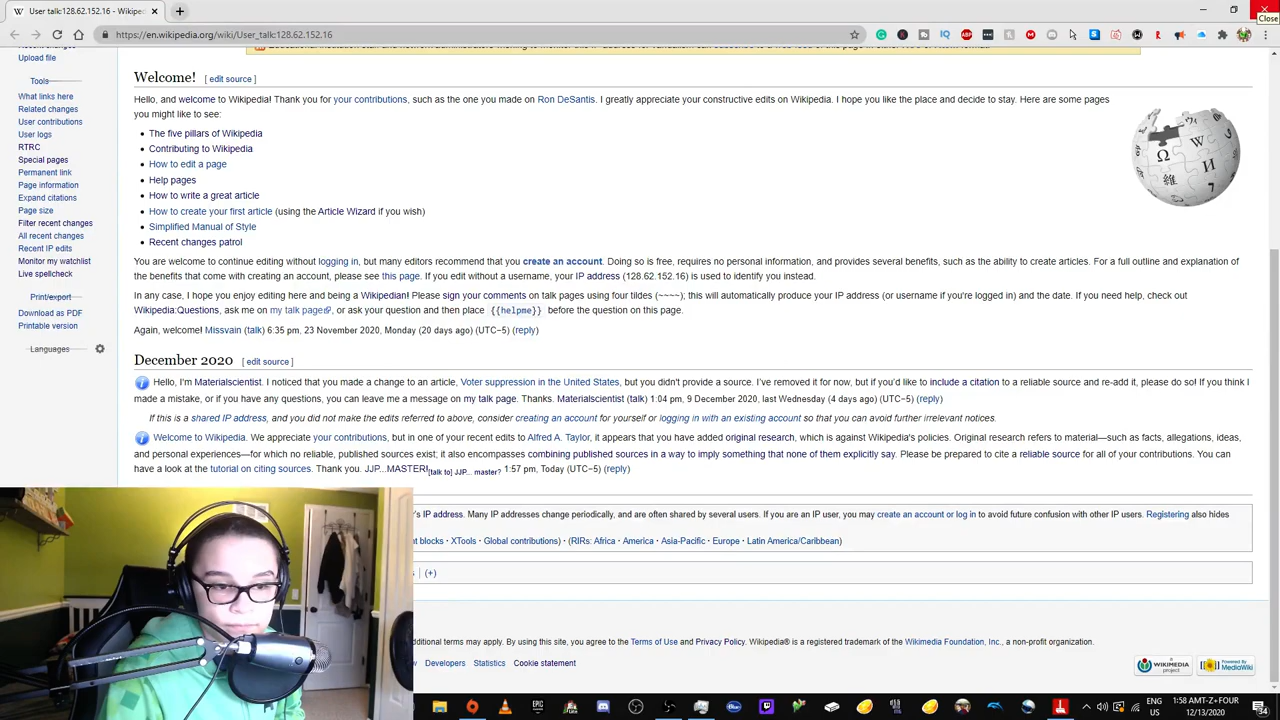 User talk:128.62.152.16 - Wikipe
Close
https://en.wikipedia.org/wiki/User_talk:128.62.152.16
Upload file
Tools
What links here
Related changes
User contributions
User logs
RTRC
Special pages
Permanent link
Page information
Expand citations
Page size
Filter recent changes
All recent changes
Recent IP edits
Monitor my watchlist
Live spellcheck
Print/export
Download as PDF
Printable version
Languages
Welcome! [ edit source ]
Hello, and welcome to Wikipedia! Thank you for your contributions, such as the one you made on Ron DeSantis. I greatly appreciate your constructive edits on Wikipedia. I hope you like the place and decide to stay. Here are some pages
you might like to see:
• The five pillars of Wikipedia
• Contributing to Wikipedia
• How to edit a page
• Help pages
• How to write a great article
• How to create your first article (using the Article Wizard if you wish)
• Simplified Manual of Style
• Recent changes patrol
You are welcome to continue editing without logging in, but many editors recommend that you create an account. Doing so is free, requires no personal information, and provides several benefits, such as the ability to create articles. For a full outline and explanation of
the benefits that come with creating an account, please see this page. If you edit without a username, your IP address (128.62.152.16) is used to identify you instead.
In any case, I hope you enjoy editing here and being a Wikipedian! Please sign your comments on talk pages using four tildes (~~~~); this will automatically produce your IP address (or username if you're logged in) and the date. If you need help, check out
Wikipedia:Questions, ask me on my talk page, or ask your question and then place {{helpme}} before the question on this page.
Again, welcome! Missvain (talk) 6:35 pm, 23 November 2020, Monday (20 days ago) (UTC−5) (reply)
December 2020 [ edit source ]
Hello, I'm Materialscientist. I noticed that you made a change to an article, Voter suppression in the United States, but you didn't provide a source. I've removed it for now, but if you'd like to include a citation to a reliable source and re-add it, please do so! If you think I
made a mistake, or if you have any questions, you can leave me a message on my talk page. Thanks. Materialscientist (talk) 1:04 pm, 9 December 2020, last Wednesday (4 days ago) (UTC−5) (reply)
If this is a shared IP address, and you did not make the edits referred to above, consider creating an account for yourself or logging in with an existing account so that you can avoid further irrelevant notices.
Welcome to Wikipedia. We appreciate your contributions, but in one of your recent edits to Alfred A. Taylor, it appears that you have added original research, which is against Wikipedia's policies. Original research refers to material—such as facts, allegations, ideas,
and personal experiences—for which no reliable, published sources exist; it also encompasses combining published sources in a way to imply something that none of them explicitly say. Please be prepared to cite a reliable source for all of your contributions. You can
have a look at the tutorial on citing sources. Thank you. JJP...MASTER![talk to] JJP... master? 1:57 pm, Today (UTC−5) (reply)
's IP address. Many IP addresses change periodically, and are often shared by several users. If you are an IP user, you may create an account or log in to avoid future confusion with other IP users. Registering also hides
t blocks · XTools · Global contributions) · (RIRs: Africa · America · Asia-Pacific · Europe · Latin America/Caribbean)
(+)
dditional terms may apply. By using this site, you agree to the Terms of Use and Privacy Policy. Wikipedia® is a registered trademark of the Wikimedia Foundation, Inc., a non-profit organization.
Developers Statistics Cookie statement
WIKIMEDIA project
Powered By MediaWiki
ENG
US
1:58 AMT-Z+FOUR
12/13/2020